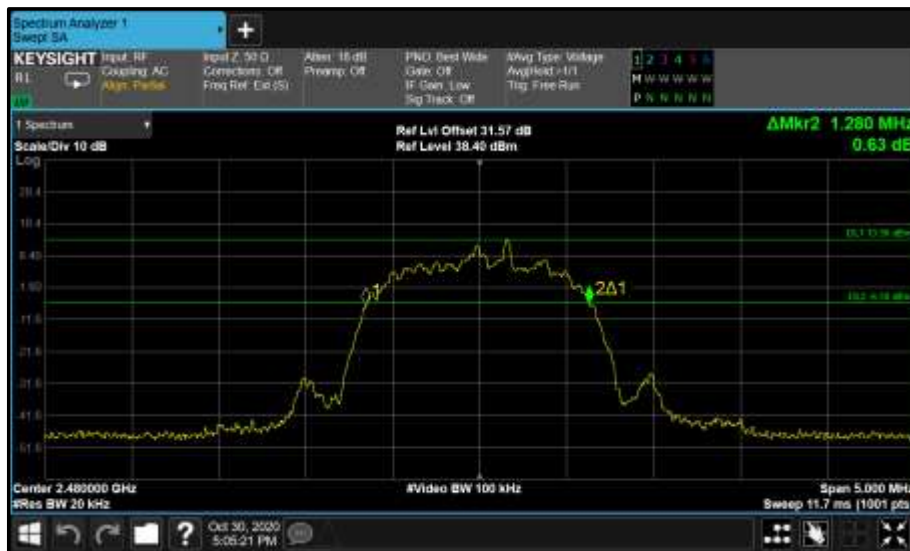 Spectrum Analyzer 1
Swept SA
KEYSIGHT
Input: RF
Coupling: AC
Align: Partial
Input Z: 50 Ω
Corrections: Off
Freq Ref: Ext (S)
Atten: 16 dB
Preamp: Off
PNO: Best Wide
Gate: Off
IF Gain: Low
Sig Track: Off
Avg Type: Voltage
Avg|Hold: >1/1
Trig: Free Run
1 2 3 4 5 6
M W W W W W
P N N N N N
1 Spectrum
Scale/Div 10 dB
Log
Ref Lvl Offset 31.57 dB
Ref Level 38.40 dBm
ΔMkr2 1.280 MHz
0.63 dB
28.4
18.4
8.40
-1.60
-11.6
-21.6
-31.6
-41.6
-51.6
1
2Δ1
Center 2.480000 GHz
#Res BW 20 kHz
#Video BW 100 kHz
Span 5.000 MHz
Sweep 11.7 ms (1001 pts
?
Oct 30, 2020
5:05:21 PM